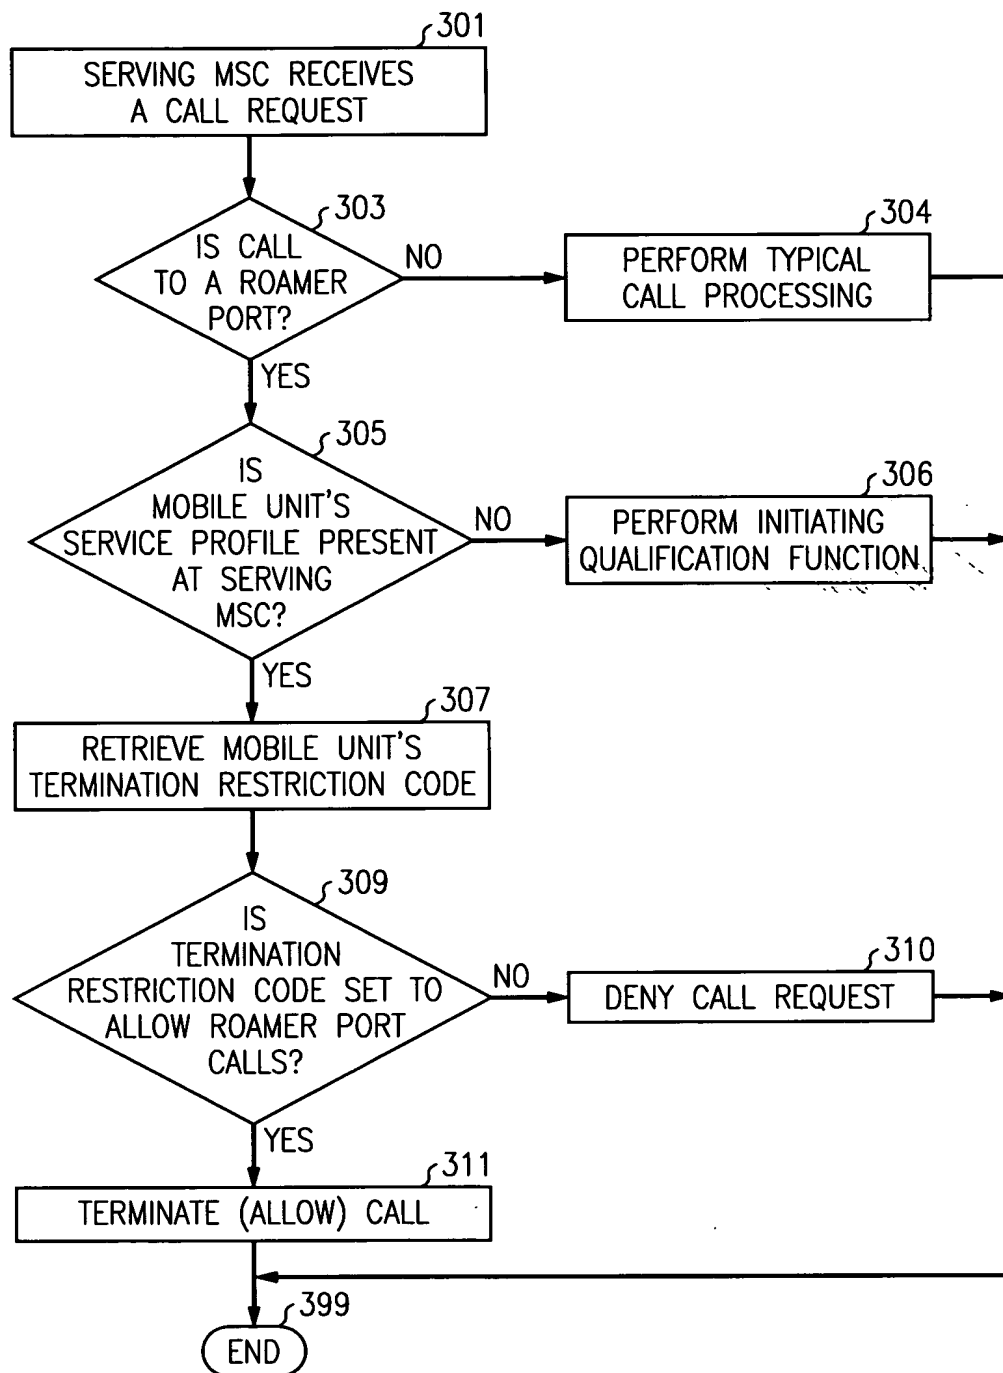 301
SERVING MSC RECEIVES
A CALL REQUEST
303
IS CALL
TO A ROAMER
PORT?
NO
304
PERFORM TYPICAL
CALL PROCESSING
YES
305
IS
MOBILE UNIT'S
SERVICE PROFILE PRESENT
AT SERVING
MSC?
NO
306
PERFORM INITIATING
QUALIFICATION FUNCTION
YES
307
RETRIEVE MOBILE UNIT'S
TERMINATION RESTRICTION CODE
309
IS
TERMINATION
RESTRICTION CODE SET TO
ALLOW ROAMER PORT
CALLS?
NO
310
DENY CALL REQUEST
YES
311
TERMINATE (ALLOW) CALL
399
END